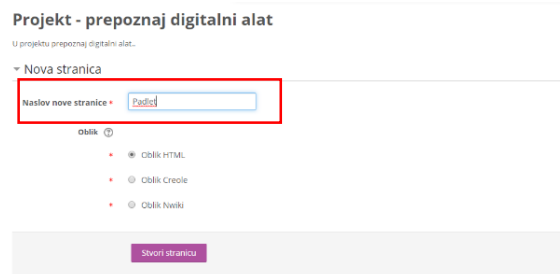 Projekt - prepoznaj digitalni alat
U projektu prepoznaj digitalni alat..
Nova stranica
Naslov nove stranice * Padlet
Oblik ?
* Oblik HTML
* Oblik Creole
* Oblik Nwiki
Stvori stranicu